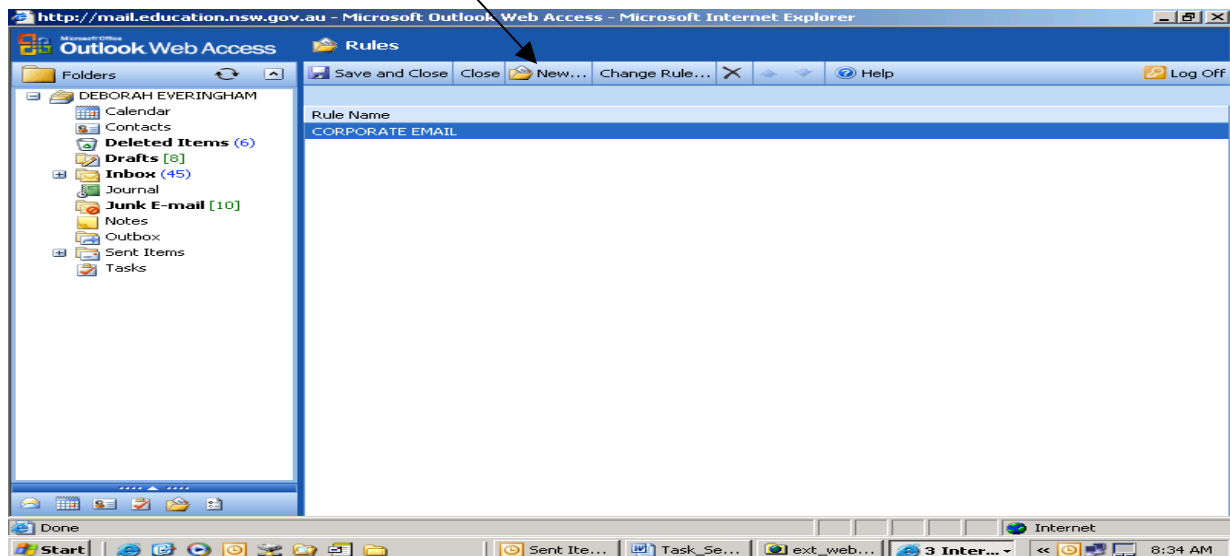 http://mail.education.nsw.gov.au - Microsoft Outlook Web Access - Microsoft Internet Explorer
Microsoft Office
Outlook Web Access
Rules
Folders
Save and Close Close New... Change Rule... Help Log Off
DEBORAH EVERINGHAM
Calendar
Contacts
Deleted Items (6)
Drafts [8]
Inbox (45)
Journal
Junk E-mail [10]
Notes
Outbox
Sent Items
Tasks
Rule Name
CORPORATE EMAIL
Done Internet
Start Sent Ite... Task_Se... ext_web... 3 Inter... « 8:34 AM